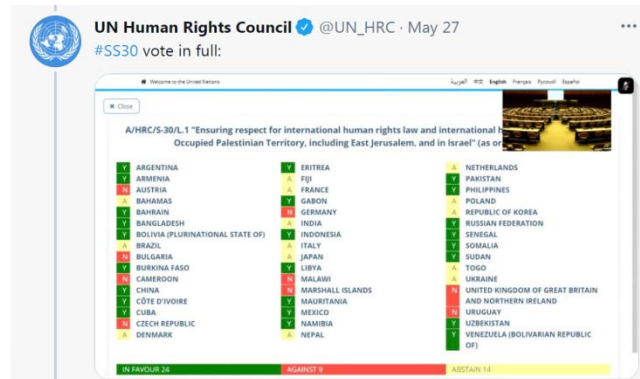 UN Human Rights Council @UN_HRC · May 27
#SS30 vote in full:
Welcome to the United Nations
العربية 中文 English Français Русский Español
× Close
A/HRC/S-30/L.1 "Ensuring respect for international human rights law and international h
Occupied Palestinian Territory, including East Jerusalem, and in Israel" (as or
Y ARGENTINA
Y ARMENIA
N AUSTRIA
A BAHAMAS
Y BAHRAIN
Y BANGLADESH
Y BOLIVIA (PLURINATIONAL STATE OF)
A BRAZIL
N BULGARIA
Y BURKINA FASO
N CAMEROON
Y CHINA
Y CÔTE D'IVOIRE
Y CUBA
N CZECH REPUBLIC
A DENMARK
Y ERITREA
A FIJI
A FRANCE
Y GABON
N GERMANY
A INDIA
Y INDONESIA
A ITALY
A JAPAN
Y LIBYA
N MALAWI
N MARSHALL ISLANDS
Y MAURITANIA
Y MEXICO
Y NAMIBIA
A NEPAL
A NETHERLANDS
Y PAKISTAN
Y PHILIPPINES
A POLAND
A REPUBLIC OF KOREA
Y RUSSIAN FEDERATION
Y SENEGAL
Y SOMALIA
Y SUDAN
A TOGO
A UKRAINE
N UNITED KINGDOM OF GREAT BRITAIN
AND NORTHERN IRELAND
N URUGUAY
Y UZBEKISTAN
Y VENEZUELA (BOLIVARIAN REPUBLIC
OF)
IN FAVOUR 24
AGAINST 9
ABSTAIN 14